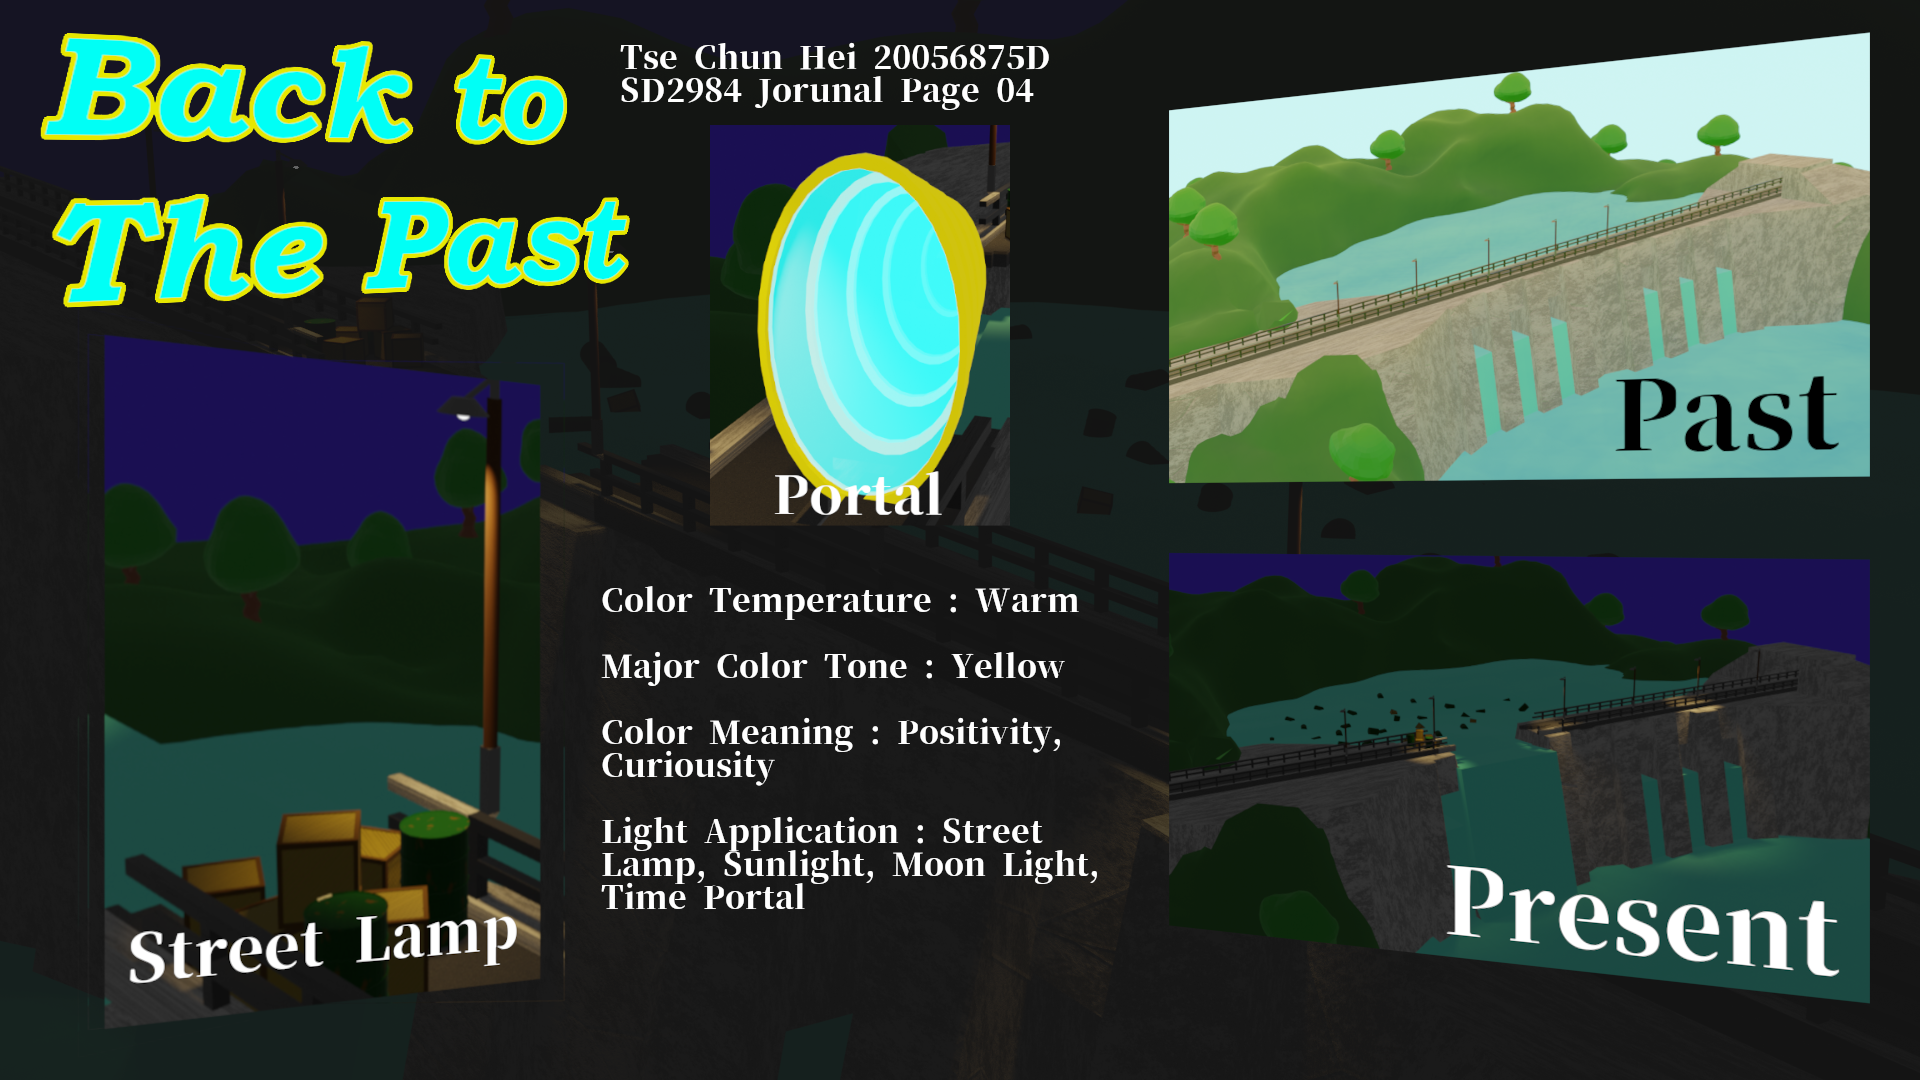 Back to
The Past
Tse Chun Hei 20056875D
SD2984 Jorunal Page 04
Portal
Past
Street Lamp
Color Temperature : Warm
Major Color Tone : Yellow
Color Meaning : Positivity,
Curiousity
Light Application : Street
Lamp, Sunlight, Moon Light,
Time Portal
Present